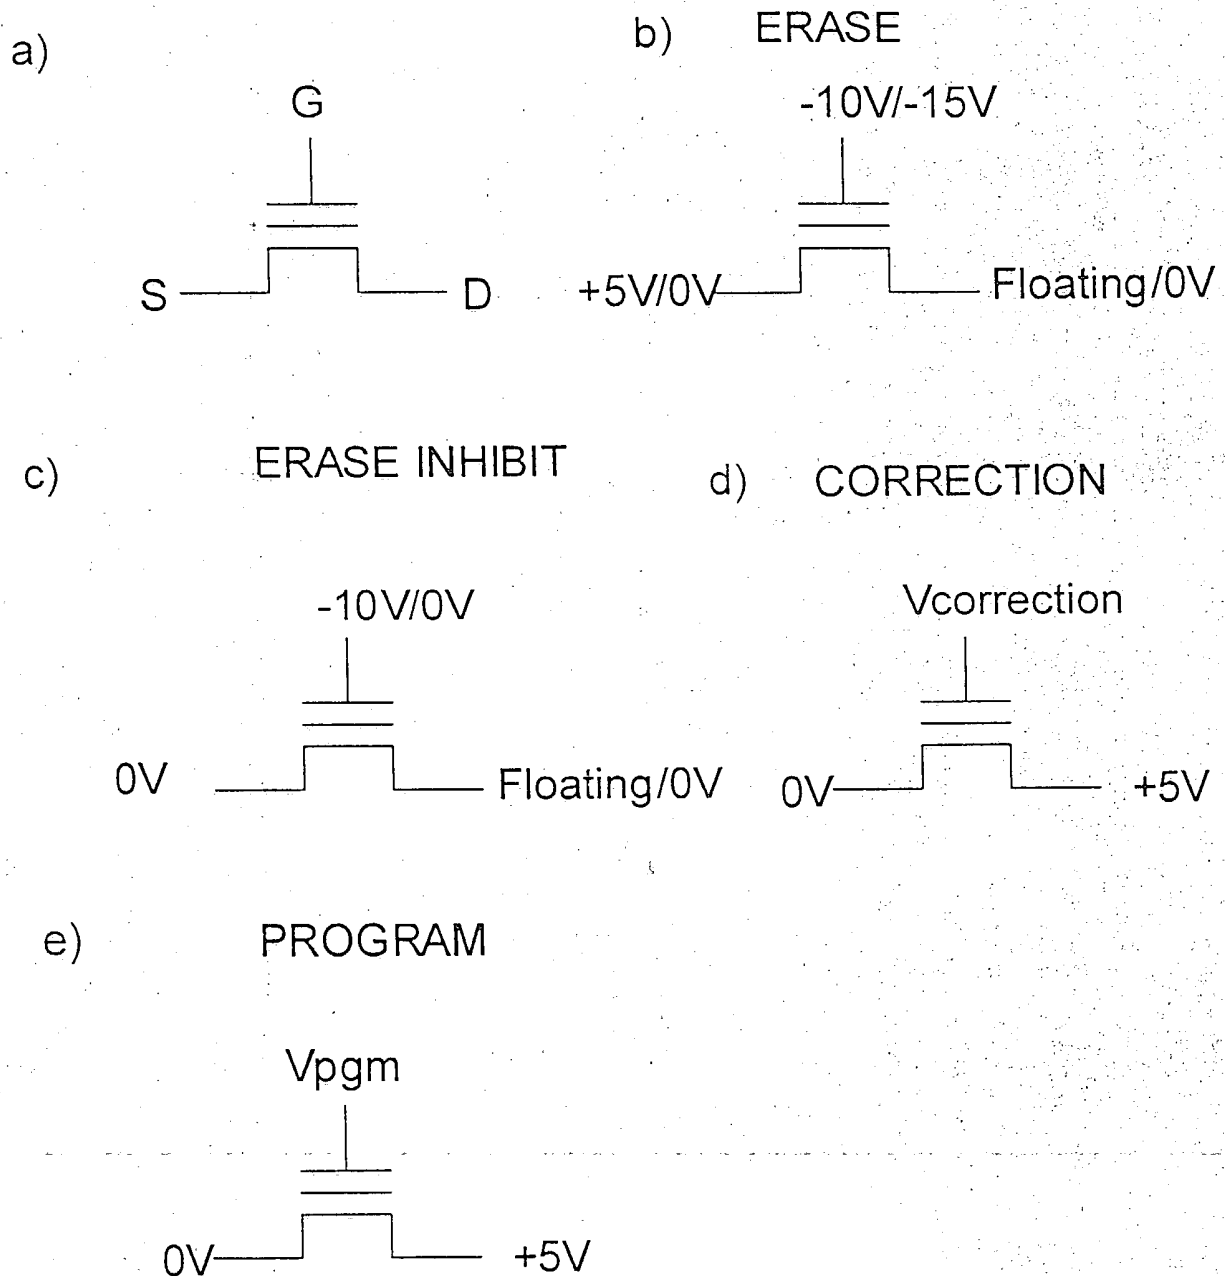 a)
G
S
D
b) ERASE
-10V/-15V
+5V/0V
Floating/0V
c) ERASE INHIBIT
-10V/0V
0V
Floating/0V
d) CORRECTION
Vcorrection
0V
+5V
e) PROGRAM
Vpgm
0V
+5V